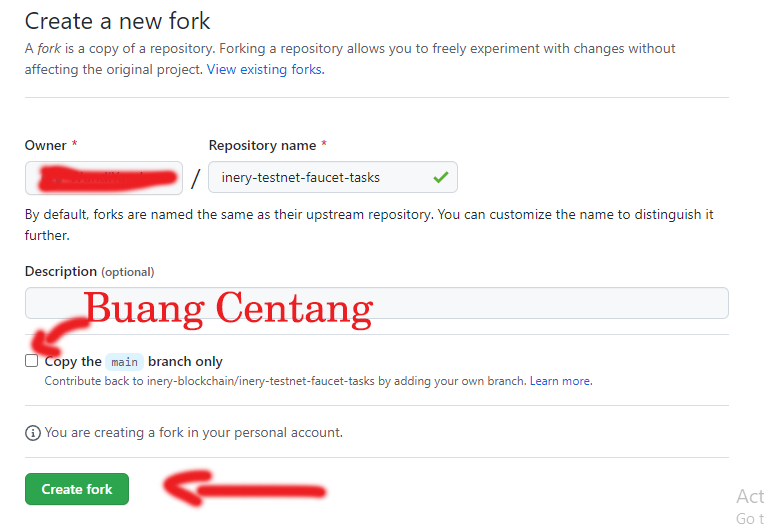 Create a new fork
A fork is a copy of a repository. Forking a repository allows you to freely experiment with changes without
affecting the original project. View existing forks.
Owner * Repository name *
/ inery-testnet-faucet-tasks
By default, forks are named the same as their upstream repository. You can customize the name to distinguish it
further.
Description (optional)
Buang Centang
Copy the main branch only
Contribute back to inery-blockchain/inery-testnet-faucet-tasks by adding your own branch. Learn more.
You are creating a fork in your personal account.
Create fork
Act
Go t